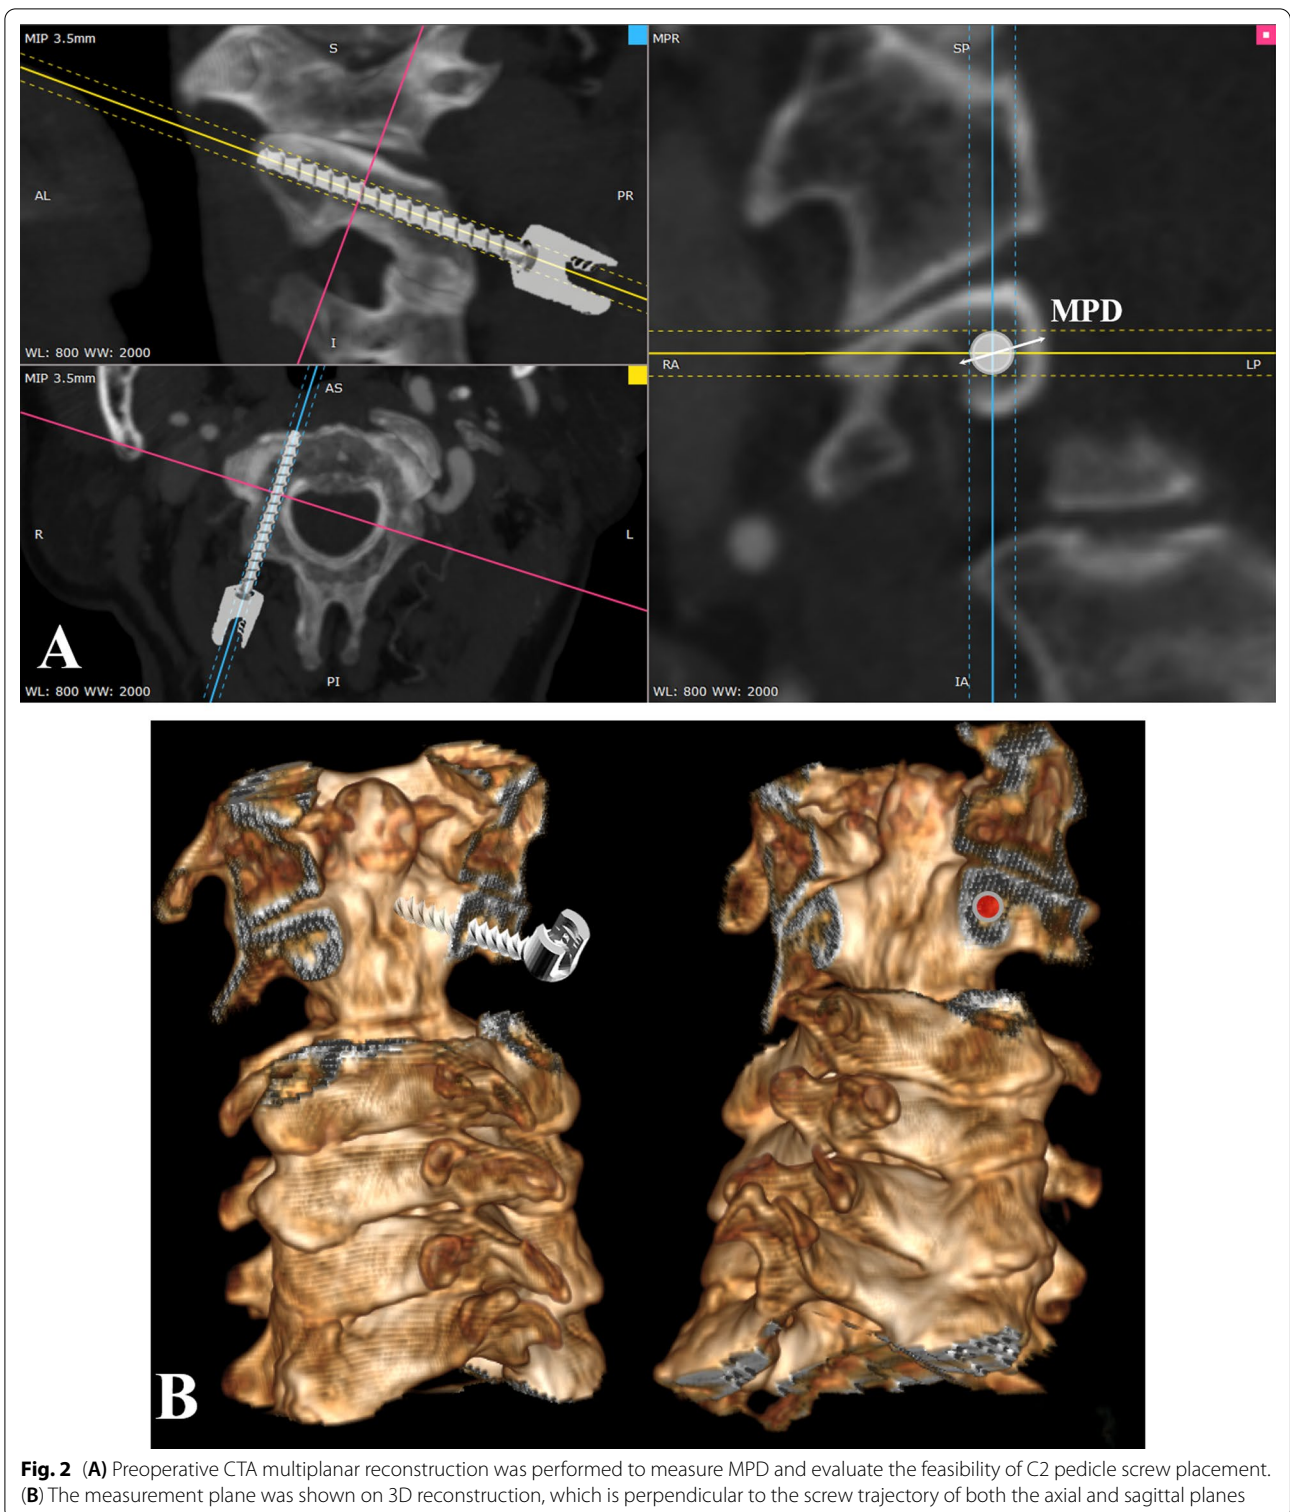 MIP 3.5mm
S
AL
PR
I
WL: 800 WW: 2000
MIP 3.5mm
AS
R
L
A
PI
WL: 800 WW: 2000
MPR
SP
MPD
RA
LP
IA
WL: 800 WW: 2000
B
Fig. 2 (A) Preoperative CTA multiplanar reconstruction was performed to measure MPD and evaluate the feasibility of C2 pedicle screw placement.
(B) The measurement plane was shown on 3D reconstruction, which is perpendicular to the screw trajectory of both the axial and sagittal planes